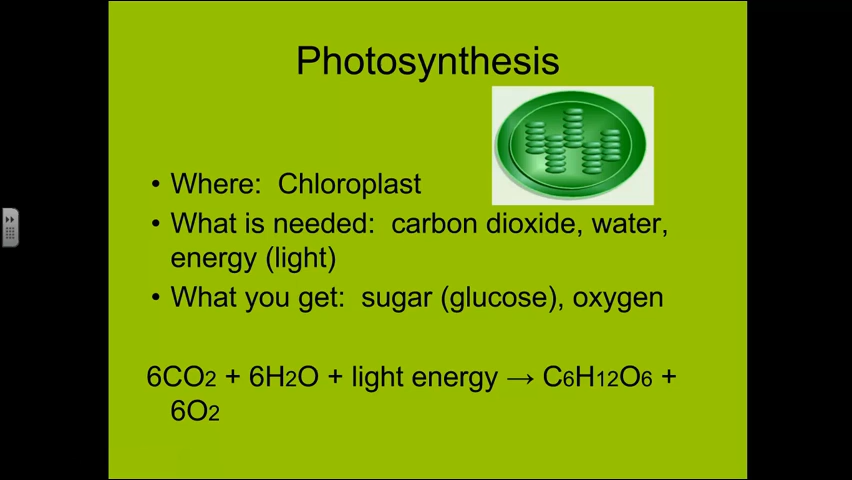 Photosynthesis
• Where:  Chloroplast
• What is needed:  carbon dioxide, water,
energy (light)
• What you get:  sugar (glucose), oxygen
6CO2 + 6H2O + light energy → C6H12O6 +
6O2